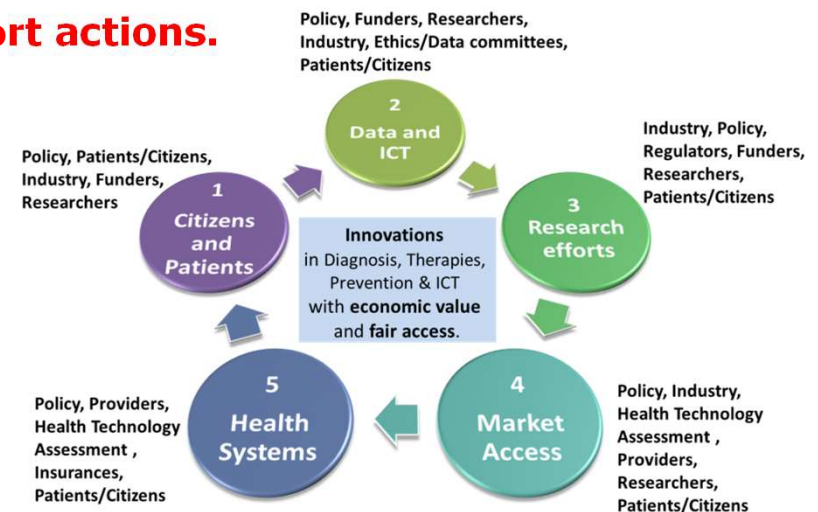 ort actions.
Policy, Funders, Researchers,
Industry, Ethics/Data committees,
Patients/Citizens
2
Data and
ICT
Policy, Patients/Citizens,
Industry, Funders,
Researchers
1
Citizens
and
Patients
Industry, Policy,
Regulators, Funders,
Researchers,
Patients/Citizens
3
Research
efforts
Innovations
in Diagnosis, Therapies,
Prevention & ICT
with economic value
and fair access.
5
Health
Systems
Policy, Providers,
Health Technology
Assessment ,
Insurances,
Patients/Citizens
4
Market
Access
Policy, Industry,
Health Technology
Assessment ,
Providers,
Researchers,
Patients/Citizens